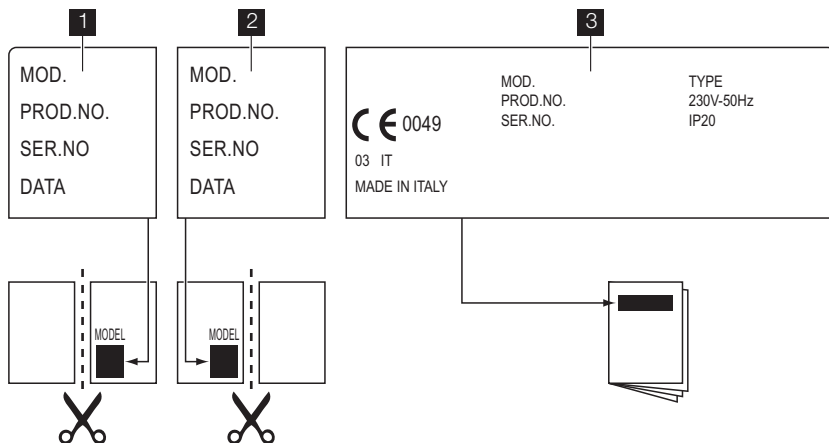 1
MOD.
PROD.NO.
SER.NO
DATA
2
MOD.
PROD.NO.
SER.NO
DATA
3
CE 0049
03 IT
MADE IN ITALY
MOD.
PROD.NO.
SER.NO.
TYPE
230V-50Hz
IP20
MODEL
MODEL